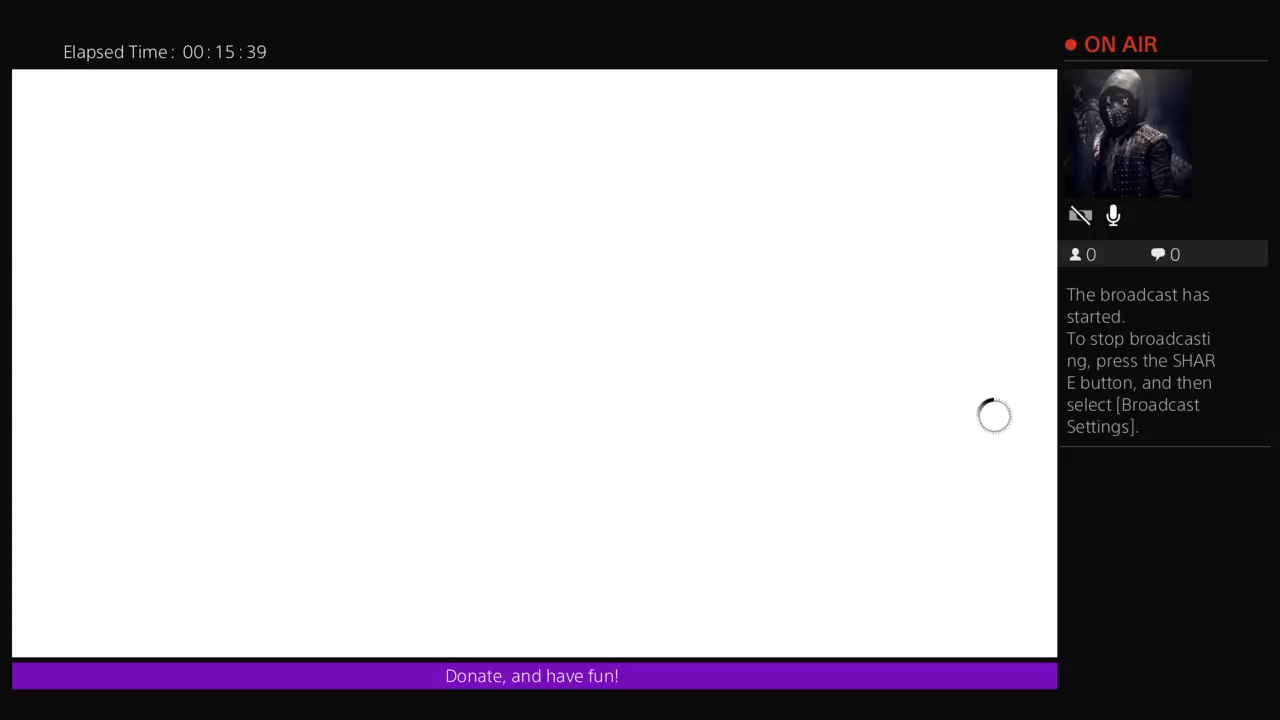 Elapsed Time: 00:15:39
ON AIR
0 0
The broadcast has
started.
To stop broadcasti
ng, press the SHAR
E button, and then
select [Broadcast
Settings].
Donate, and have fun!